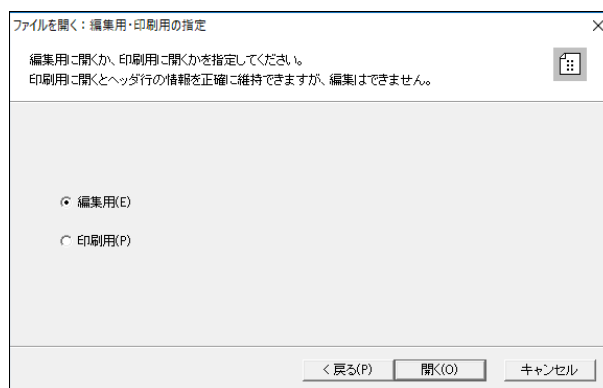 ファイルを開く：編集用・印刷用の指定
編集用に開くか、印刷用に開くかを指定してください。
印刷用に開くとヘッダ行の情報を正確に維持できますが、編集はできません。
編集用(E)
印刷用(P)
< 戻る(P) 開く(O) キャンセル